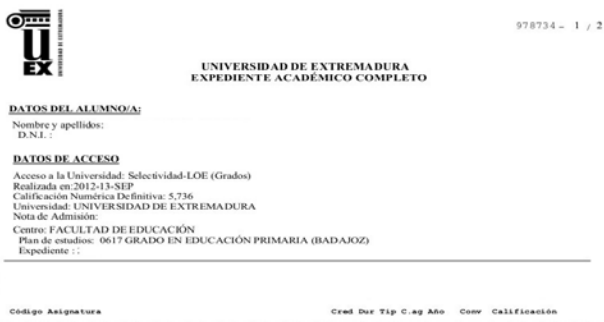 978734 - 1 / 2
UEX
UNIVERSIDAD DE EXTREMADURA
UNIVERSIDAD DE EXTREMADURA
EXPEDIENTE ACADÉMICO COMPLETO
DATOS DEL ALUMNO/A:
Nombre y apellidos:
D.N.I. :
DATOS DE ACCESO
Acceso a la Universidad: Selectividad-LOE (Grados)
Realizada en:2012-13-SEP
Calificación Numérica Definitiva: 5,736
Universidad: UNIVERSIDAD DE EXTREMADURA
Nota de Admisión:
Centro: FACULTAD DE EDUCACIÓN
Plan de estudios: 0617 GRADO EN EDUCACIÓN PRIMARIA (BADAJOZ)
Expediente : :
Código Asignatura Cred Dur Tip C.ag Año Conv Calificación